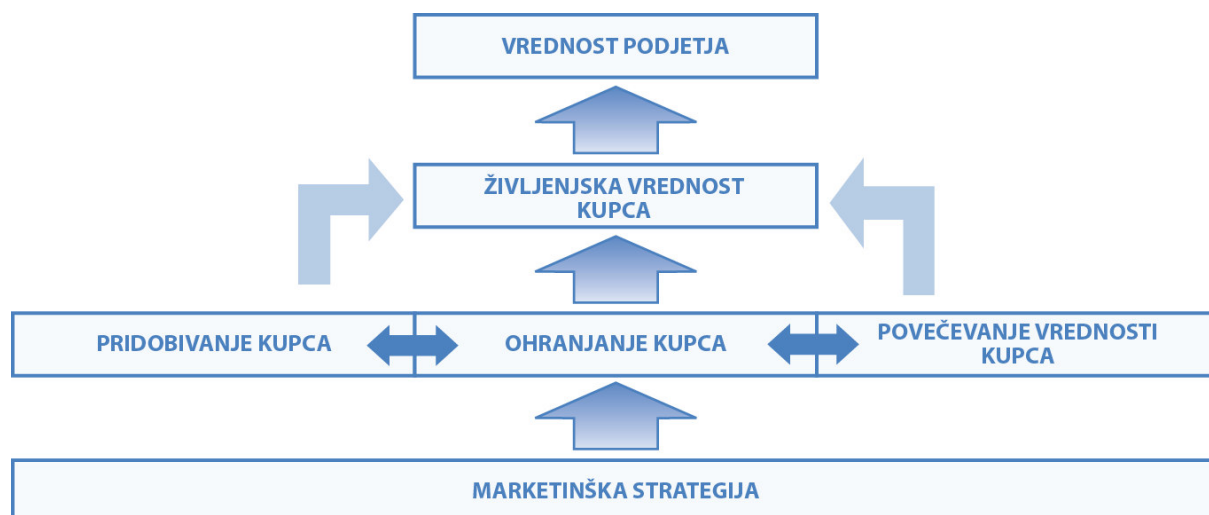 VREDNOST PODJETJA
ŽIVLJENJSKA VREDNOST
KUPCA
PRIDOBIVANJE KUPCA
OHRANJANJE KUPCA
POVEČEVANJE VREDNOSTI
KUPCA
MARKETINŠKA STRATEGIJA